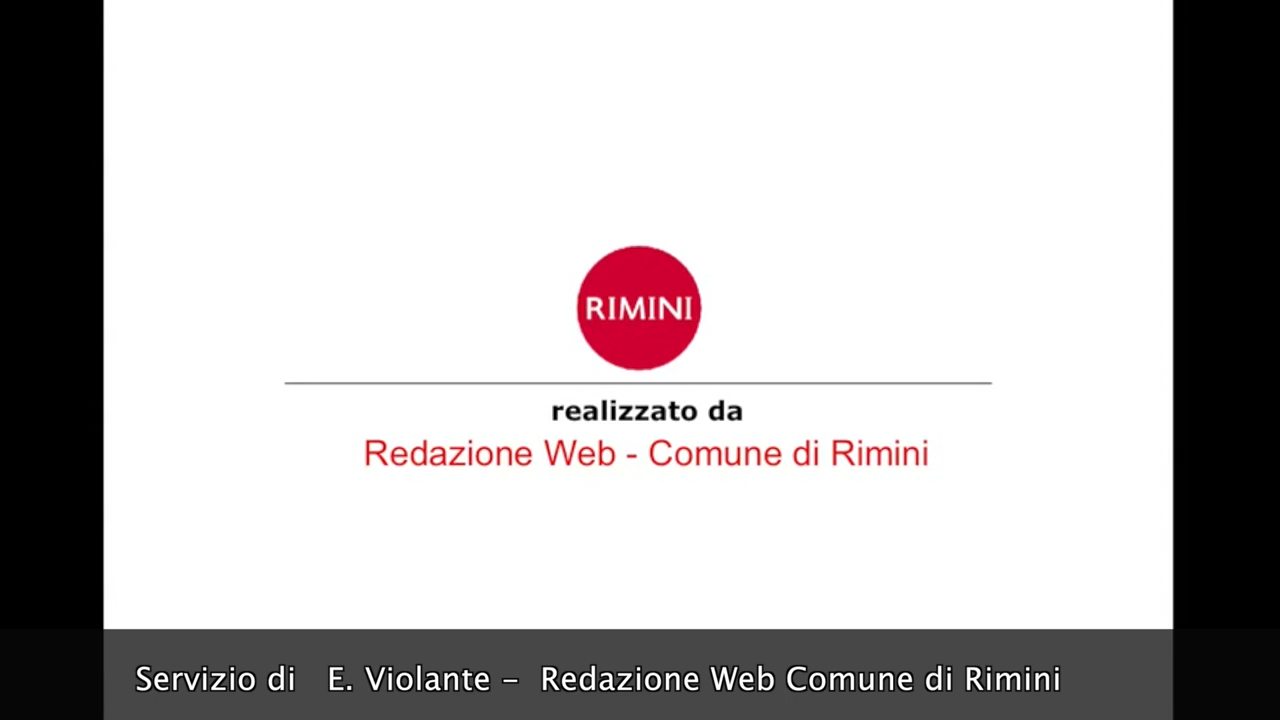 RIMINI
realizzato da
Redazione Web - Comune di Rimini
Servizio di E. Violante - Redazione Web Comune di Rimini